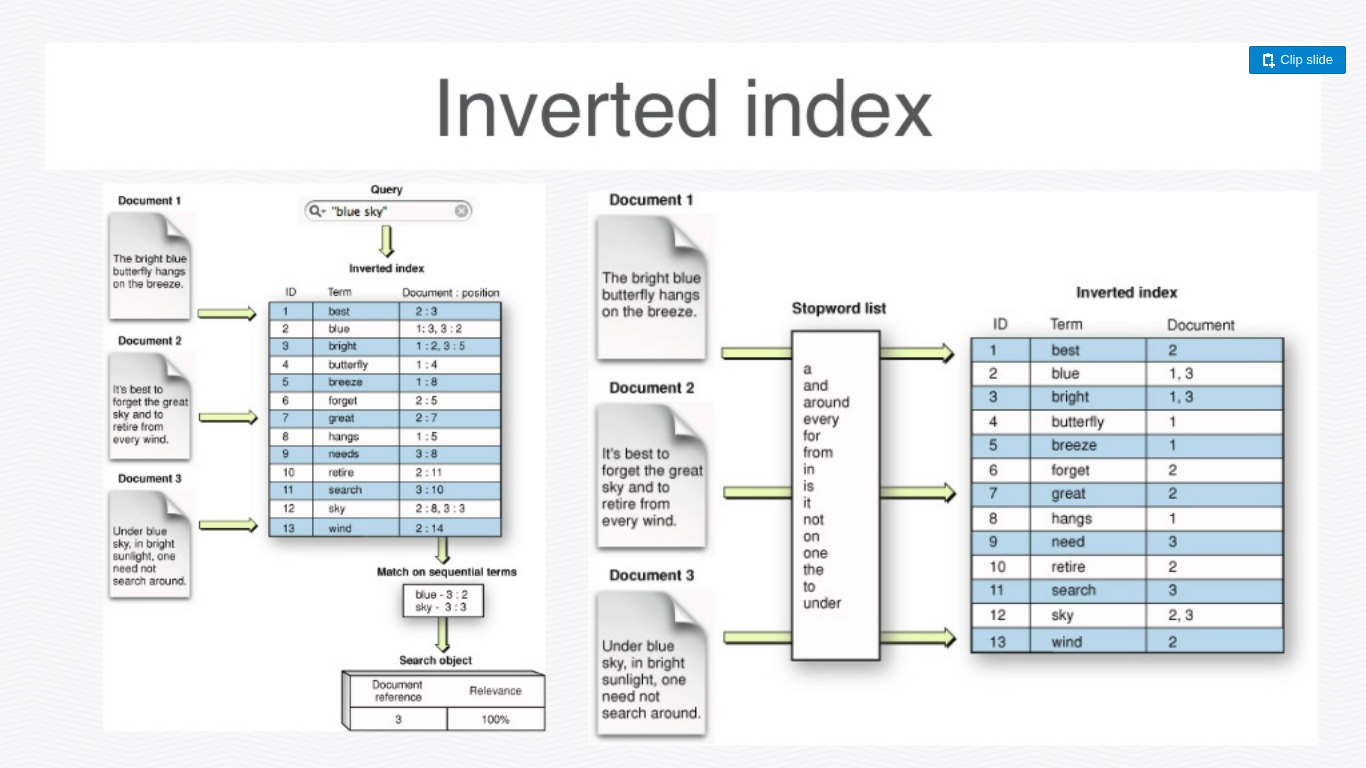 Clip slide
Inverted index
Document 1
The bright blue
butterfly hangs
on the breeze.
Document 2
It's best to
forget the great
sky and to
retire from
every wind.
Document 3
Under blue
sky, in bright
sunlight, one
need not
search around.
Query
"blue sky"
Inverted index
ID Term Document : position
1 best 2 : 3
2 blue 1: 3, 3 : 2
3 bright 1 : 2, 3 : 5
4 butterfly 1 : 4
5 breeze 1 : 8
6 forget 2 : 5
7 great 2 : 7
8 hangs 1 : 5
9 needs 3 : 8
10 retire 2 : 11
11 search 3 : 10
12 sky 2 : 8, 3 : 3
13 wind 2 : 14
Match on sequential terms
blue - 3 : 2
sky - 3 : 3
Search object
Document
reference
Relevance
3 100%
Document 1
The bright blue
butterfly hangs
on the breeze.
Document 2
It's best to
forget the great
sky and to
retire from
every wind.
Document 3
Under blue
sky, in bright
sunlight, one
need not
search around.
Stopword list
a
and
around
every
for
from
in
is
it
not
on
one
the
to
under
Inverted index
ID Term Document
1 best 2
2 blue 1, 3
3 bright 1, 3
4 butterfly 1
5 breeze 1
6 forget 2
7 great 2
8 hangs 1
9 need 3
10 retire 2
11 search 3
12 sky 2, 3
13 wind 2